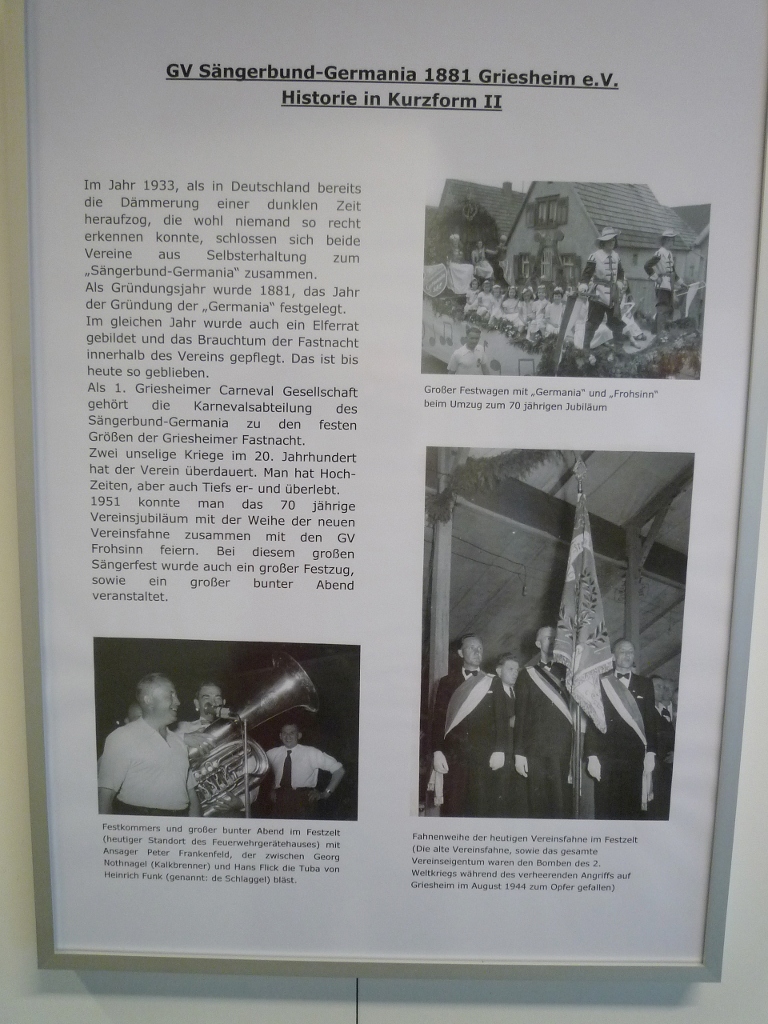 GV Sängerbund-Germania 1881 Griesheim e.V.
Historie in Kurzform II
Im Jahr 1933, als in Deutschland bereits
die Dämmerung einer dunklen Zeit
heraufzog, die wohl niemand so recht
erkennen konnte, schlossen sich beide
Vereine aus Selbsterhaltung zum
„Sängerbund-Germania“ zusammen.
Als Gründungsjahr wurde 1881, das Jahr
der Gründung der „Germania“ festgelegt.
Im gleichen Jahr wurde auch ein Elferrat
gebildet und das Brauchtum der Fastnacht
innerhalb des Vereins gepflegt. Das ist bis
heute so geblieben.
Als 1. Griesheimer Carneval Gesellschaft
gehört die Karnevalsabteilung des
Sängerbund-Germania zu den festen
Größen der Griesheimer Fastnacht.
Zwei unselige Kriege im 20. Jahrhundert
hat der Verein überdauert. Man hat Hoch-
Zeiten, aber auch Tiefs er- und überlebt.
1951 konnte man das 70 jährige
Vereinsjubiläum mit der Weihe der neuen
Vereinsfahne zusammen mit den GV
Frohsinn feiern. Bei diesem großen
Sängerfest wurde auch ein großer Festzug,
sowie ein großer bunter Abend
veranstaltet.
Großer Festwagen mit „Germania“ und „Frohsinn“
beim Umzug zum 70 jährigen Jubiläum
Festkommers und großer bunter Abend im Festzelt
(heutiger Standort des Feuerwehrgerätehauses) mit
Ansager Peter Frankenfeld, der zwischen Georg
Nothnagel (Kalkbrenner) und Hans Flick die Tuba von
Heinrich Funk (genannt: de Schlaggel) bläst.
Fahnenweihe der heutigen Vereinsfahne im Festzelt
(Die alte Vereinsfahne, sowie das gesamte
Vereinseigentum waren den Bomben des 2.
Weltkriegs während des verheerenden Angriffs auf
Griesheim im August 1944 zum Opfer gefallen)